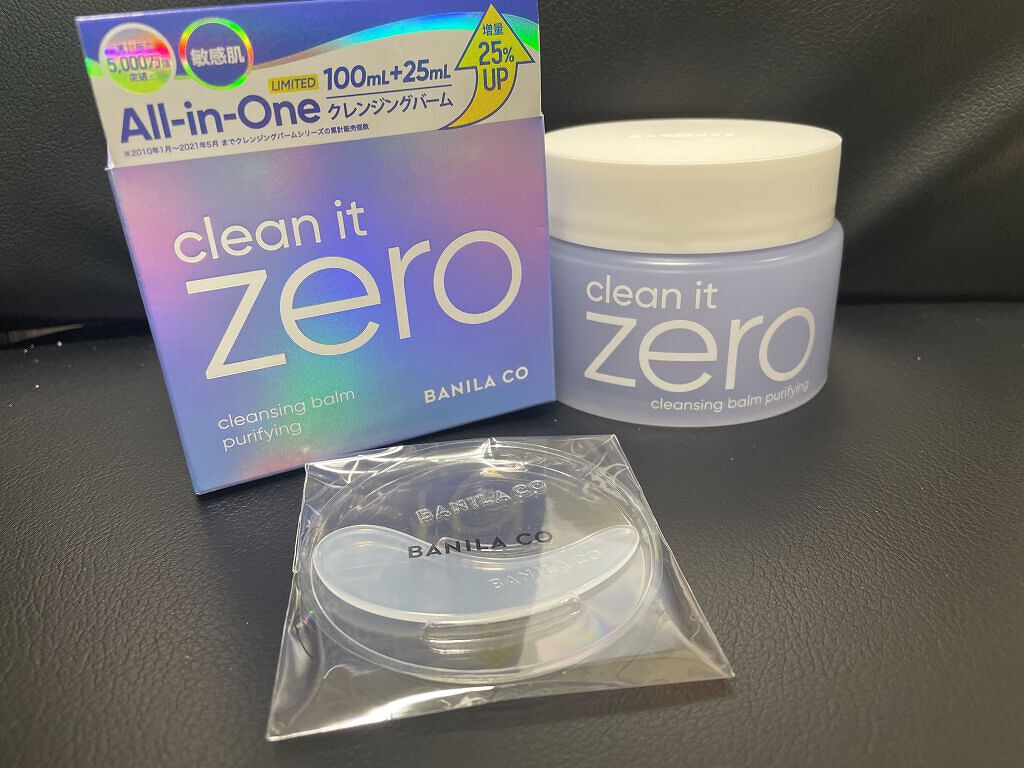 累計販売
5,000万個
突破
敏感肌
増量
25%
UP
LIMITED 100mL+25mL
All-in-One クレンジングバーム
※2010年1月~2021年5月 までクレンジングバームシリーズの累計販売個数
clean it
zero
cleansing balm
purifying
BANILA CO
clean it
zero
cleansing balm purifying
BANILA CO
BANILA CO
BANILA CO